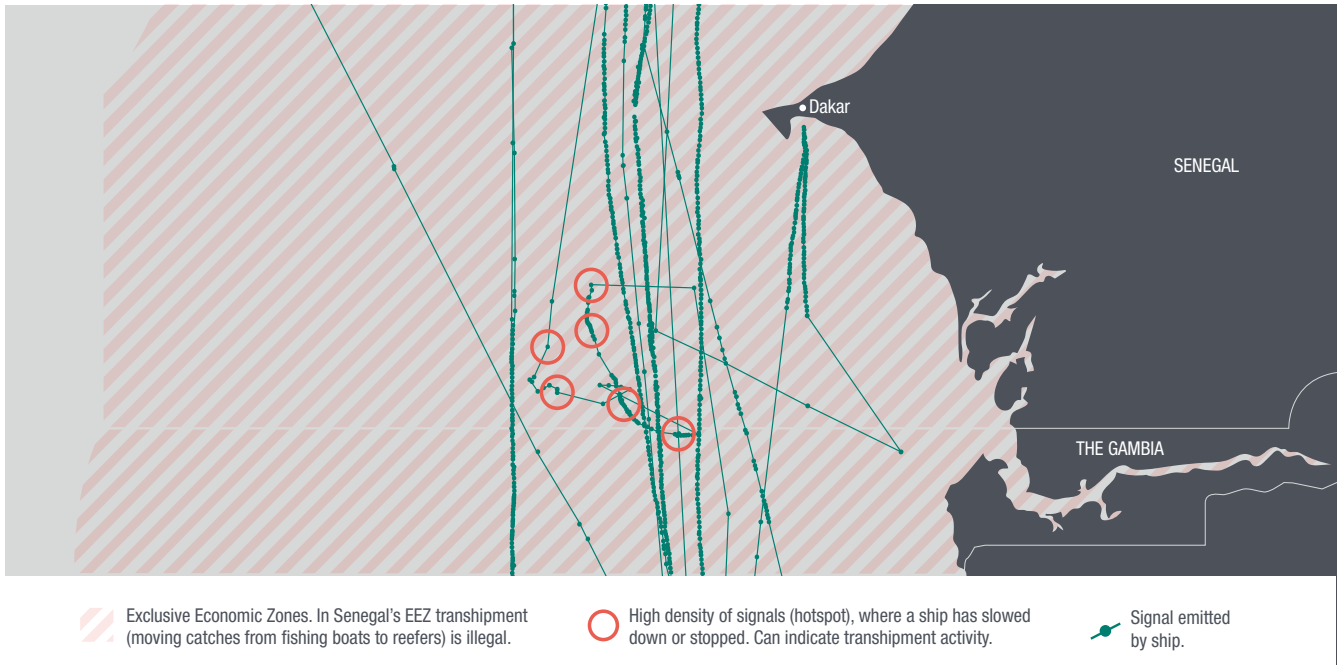 Dakar
SENEGAL
THE GAMBIA
Exclusive Economic Zones. In Senegal's EEZ transhipment
(moving catches from fishing boats to reefers) is illegal.
High density of signals (hotspot), where a ship has slowed
down or stopped. Can indicate transhipment activity.
Signal emitted
by ship.